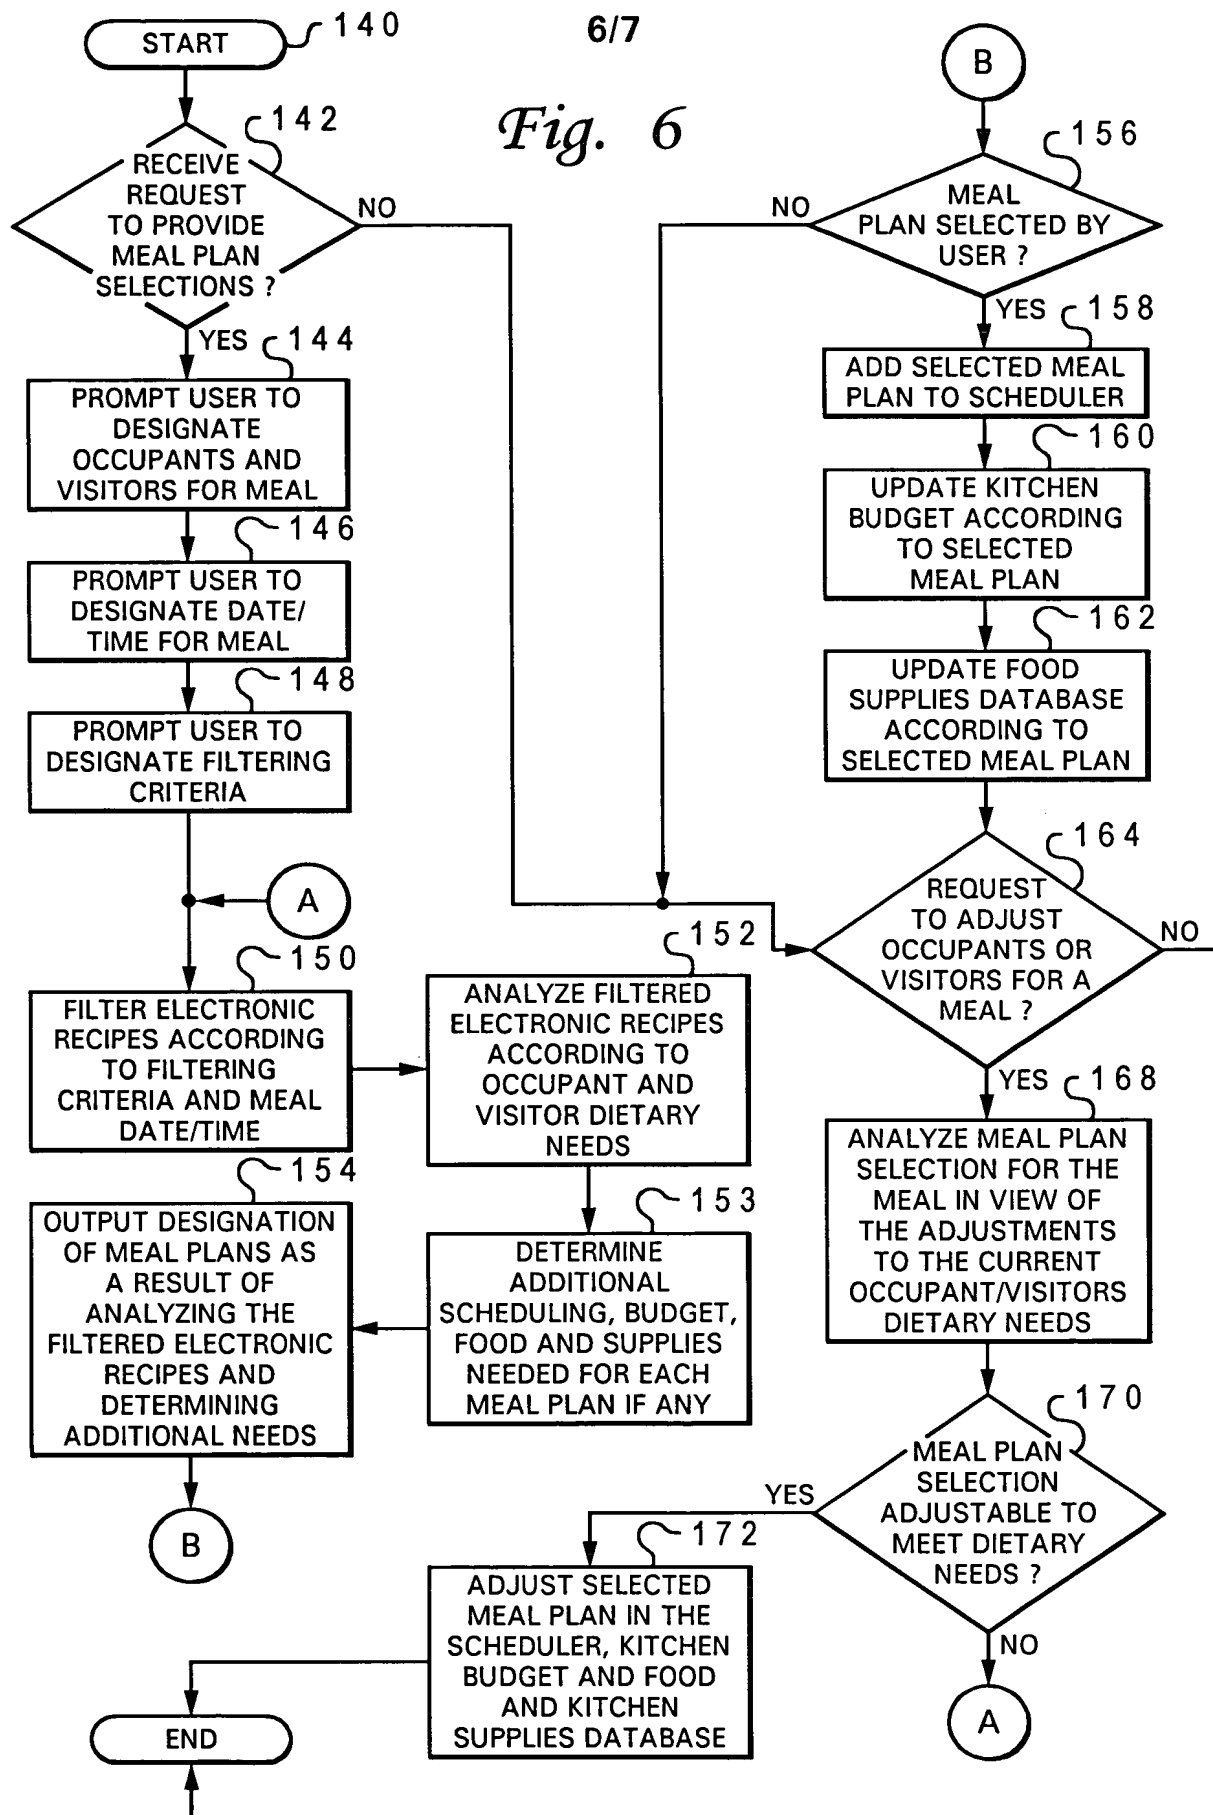 6/7
Fig. 6
START
140
142
RECEIVE
REQUEST
TO PROVIDE
MEAL PLAN
SELECTIONS ?
NO
YES
144
PROMPT USER TO
DESIGNATE
OCCUPANTS AND
VISITORS FOR MEAL
146
PROMPT USER TO
DESIGNATE DATE/
TIME FOR MEAL
148
PROMPT USER TO
DESIGNATE FILTERING
CRITERIA
A
150
FILTER ELECTRONIC
RECIPES ACCORDING
TO FILTERING
CRITERIA AND MEAL
DATE/TIME
152
ANALYZE FILTERED
ELECTRONIC RECIPES
ACCORDING TO
OCCUPANT AND
VISITOR DIETARY
NEEDS
153
DETERMINE
ADDITIONAL
SCHEDULING, BUDGET,
FOOD AND SUPPLIES
NEEDED FOR EACH
MEAL PLAN IF ANY
154
OUTPUT DESIGNATION
OF MEAL PLANS AS
A RESULT OF
ANALYZING THE
FILTERED ELECTRONIC
RECIPES AND
DETERMINING
ADDITIONAL NEEDS
B
B
156
MEAL
PLAN SELECTED BY
USER ?
NO
YES
158
ADD SELECTED MEAL
PLAN TO SCHEDULER
160
UPDATE KITCHEN
BUDGET ACCORDING
TO SELECTED
MEAL PLAN
162
UPDATE FOOD
SUPPLIES DATABASE
ACCORDING TO
SELECTED MEAL PLAN
164
REQUEST
TO ADJUST
OCCUPANTS OR
VISITORS FOR A
MEAL ?
NO
YES
168
ANALYZE MEAL PLAN
SELECTION FOR THE
MEAL IN VIEW OF
THE ADJUSTMENTS
TO THE CURRENT
OCCUPANT/VISITORS
DIETARY NEEDS
170
MEAL PLAN
SELECTION
ADJUSTABLE TO
MEET DIETARY
NEEDS ?
YES
NO
A
172
ADJUST SELECTED
MEAL PLAN IN THE
SCHEDULER, KITCHEN
BUDGET AND FOOD
AND KITCHEN
SUPPLIES DATABASE
END